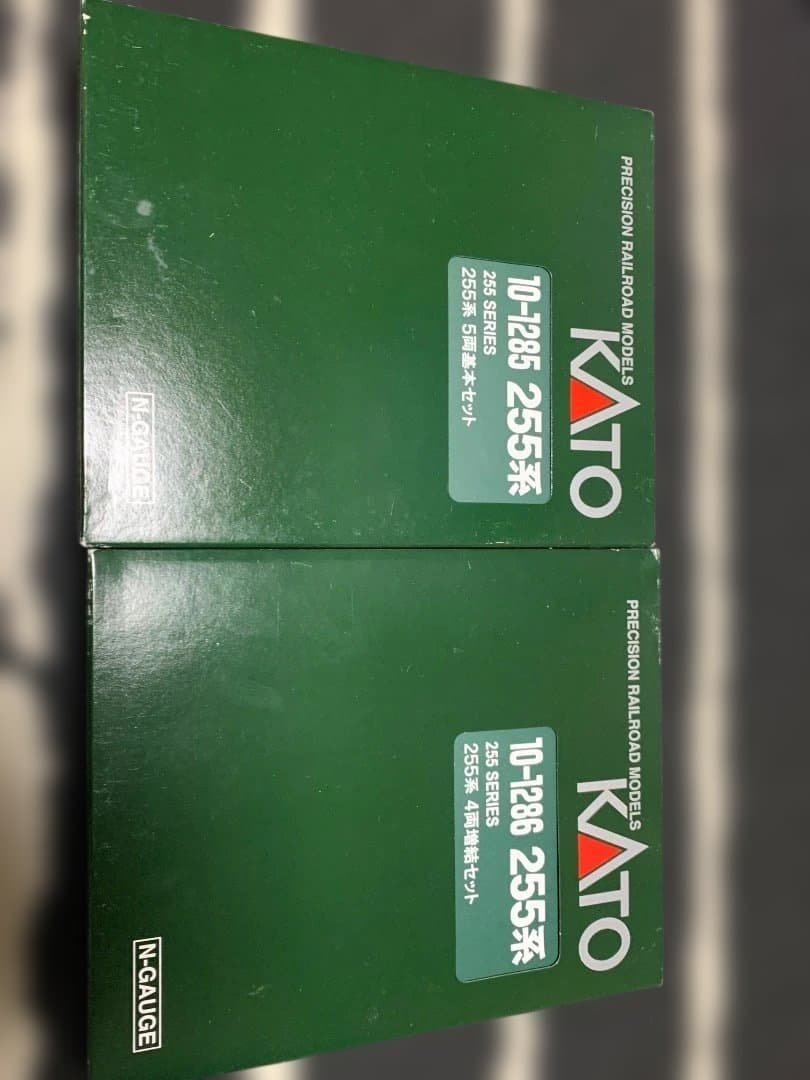 PRECISION RAILROAD MODELS
KATO
10-1285 255系
255 SERIES
255系 5両基本セット
N-GAUGE
PRECISION RAILROAD MODELS
KATO
10-1286 255系
255 SERIES
255系 4両増結セット
N-GAUGE